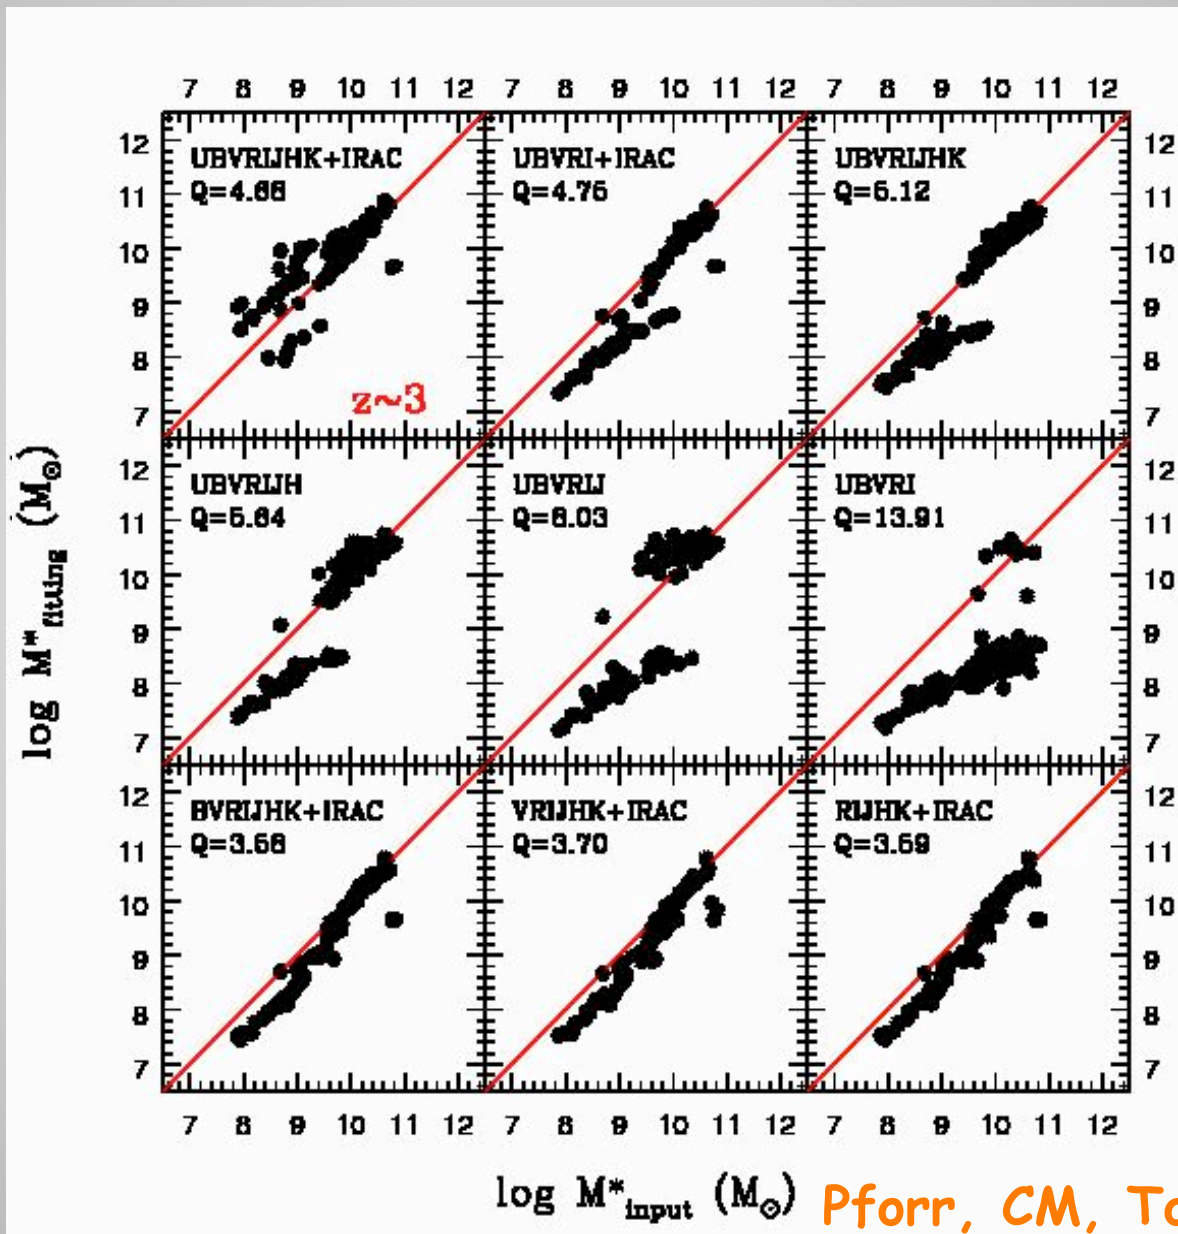 7 8 9 10 11 12 7 8 9 10 11 12 7 8 9 10 11 12
UBVRIJHK+IRAC
Q=4.66
z~3
UBVRI+IRAC
Q=4.75
UBVRIJHK
Q=5.12
12
11
10
9
8
7
12
11
10
9
8
7
UBVRIJH
Q=5.64
UBVRIJ
Q=6.03
UBVRI
Q=13.91
12
11
10
9
8
7
12
11
10
9
8
7
BVRIJHK+IRAC
Q=3.56
VRIJHK+IRAC
Q=3.70
RIJHK+IRAC
Q=3.59
12
11
10
9
8
7
12
11
10
9
8
7
7 8 9 10 11 12 7 8 9 10 11 12 7 8 9 10 11 12
log M*fitting (M⊙)
log M*input (M⊙)
Pforr, CM,